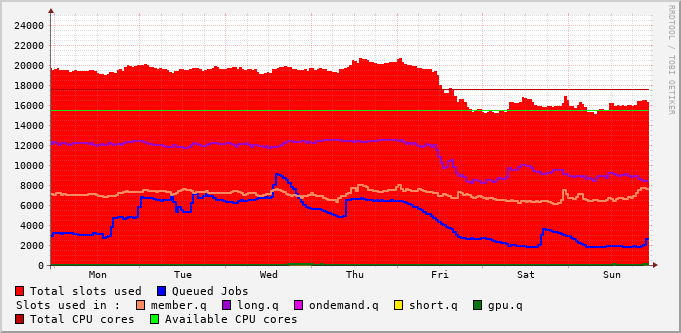 24000
22000
20000
18000
16000
14000
12000
10000
8000
6000
4000
2000
0
Mon Tue Wed Thu Fri Sat Sun
Total slots used Queued Jobs
Slots used in : member.q long.q ondemand.q short.q gpu.q
Total CPU cores Available CPU cores
RRDTOOL / TOBI OETIKER